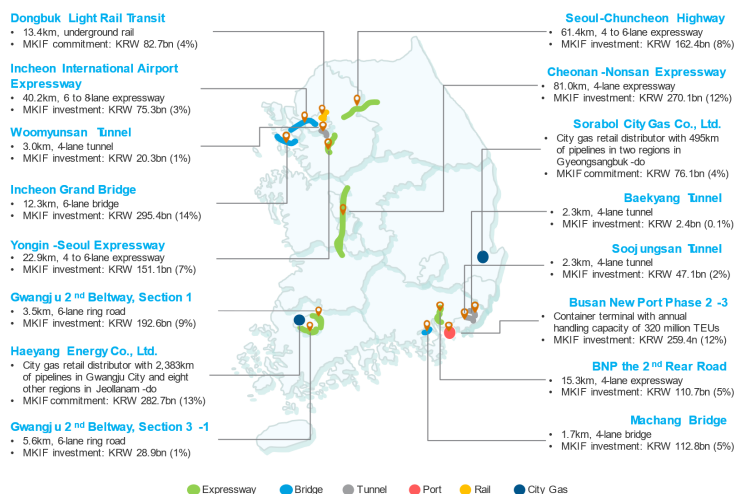 Dongbuk Light Rail Transit
• 13.4km, underground rail
• MKIF commitment: KRW 82.7bn (4%)
Incheon International Airport
Expressway
• 40.2km, 6 to 8-lane expressway
• MKIF investment: KRW 75.3bn (3%)
Woomyunsan Tunnel
• 3.0km, 4-lane tunnel
• MKIF investment: KRW 20.3bn (1%)
Incheon Grand Bridge
• 12.3km, 6-lane bridge
• MKIF investment: KRW 295.4bn (14%)
Yongin -Seoul Expressway
• 22.9km, 4 to 6-lane expressway
• MKIF investment: KRW 151.1bn (7%)
Gwangju 2nd Beltway, Section 1
• 3.5km, 6-lane ring road
• MKIF investment: KRW 192.6bn (9%)
Haeyang Energy Co., Ltd.
• City gas retail distributor with 2,383km
of pipelines in Gwangju City and eight
other regions in Jeollanam -do
• MKIF commitment: KRW 282.7bn (13%)
Gwangju 2nd Beltway, Section 3 -1
• 5.6km, 6-lane ring road
• MKIF investment: KRW 28.9bn (1%)
Seoul-Chuncheon Highway
• 61.4km, 4 to 6-lane expressway
• MKIF investment: KRW 162.4bn (8%)
Cheonan -Nonsan Expressway
• 81.0km, 4-lane expressway
• MKIF investment: KRW 270.1bn (12%)
Sorabol City Gas Co., Ltd.
• City gas retail distributor with 495km
of pipelines in two regions in
Gyeongsangbuk -do
• MKIF commitment: KRW 76.1bn (4%)
Baekyang Tunnel
• 2.3km, 4-lane tunnel
• MKIF investment: KRW 2.4bn (0.1%)
Soojungsan Tunnel
• 2.3km, 4-lane tunnel
• MKIF investment: KRW 47.1bn (2%)
Busan New Port Phase 2 -3
• Container terminal with annual
handling capacity of 320 million TEUs
• MKIF investment: KRW 259.4n (12%)
BNP the 2nd Rear Road
• 15.3km, 4-lane expressway
• MKIF investment: KRW 110.7bn (5%)
Machang Bridge
• 1.7km, 4-lane bridge
• MKIF investment: KRW 112.8bn (5%)
Expressway Bridge Tunnel Port Rail City Gas